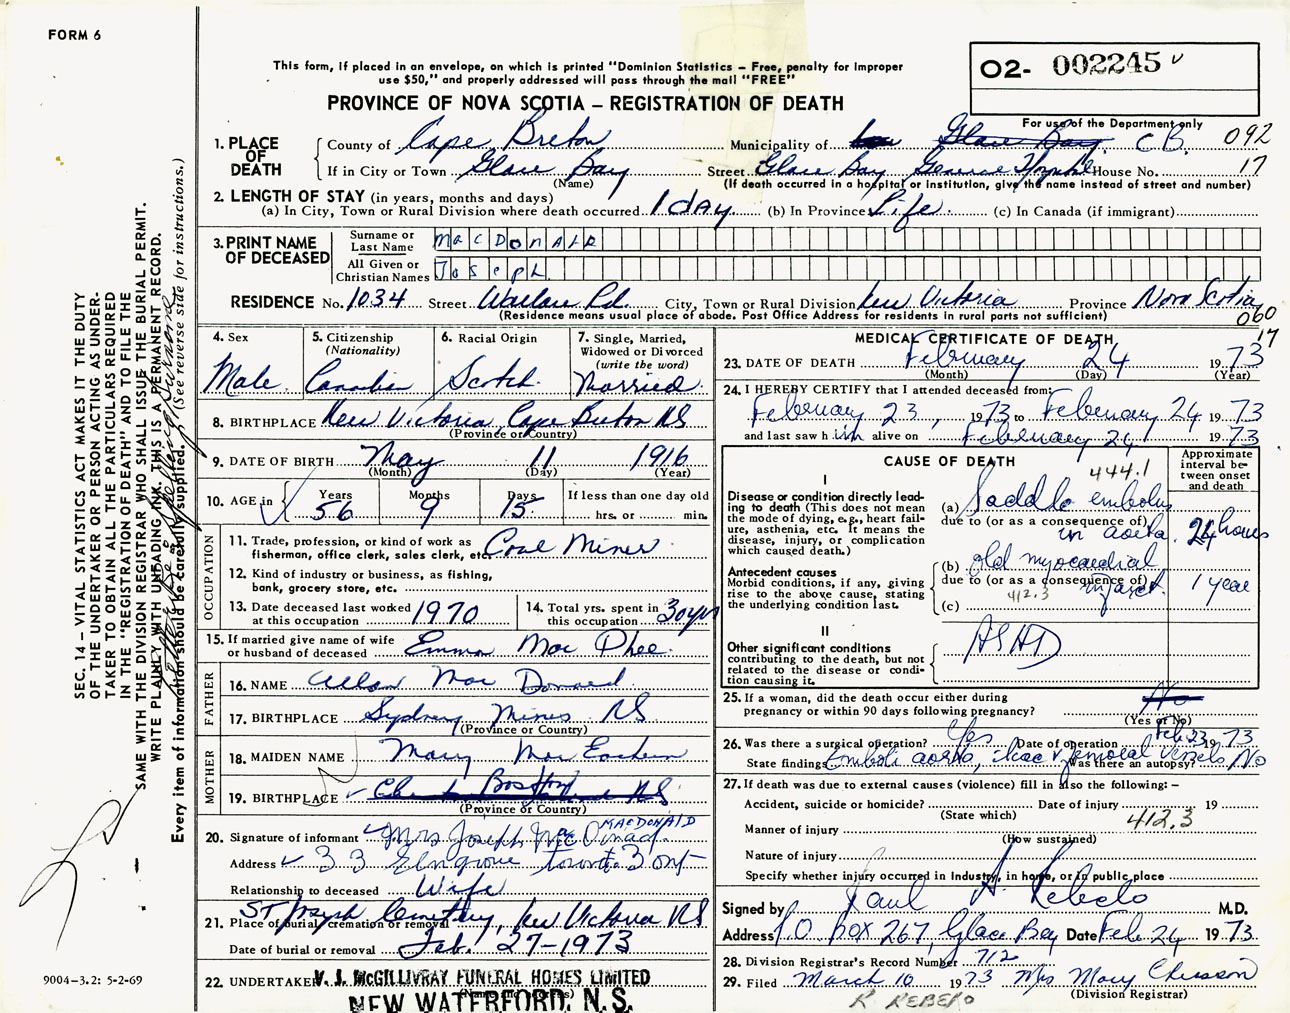 FORM 6
This form, if placed in an envelope, on which is printed "Dominion Statistics – Free, penalty for improper
use $50," and properly addressed will pass through the mail "FREE"
O2- 002245
PROVINCE OF NOVA SCOTIA – REGISTRATION OF DEATH
For use of the Department only
1. PLACE OF DEATH
County of Cape Breton Municipality of Glace Bay C.B. 092
If in City or Town Glace Bay Street Glace Bay General Hospital House No. 17
(Name) (If death occurred in a hospital or institution, give the name instead of street and number)
2. LENGTH OF STAY (in years, months and days)
(a) In City, Town or Rural Division where death occurred 1 day (b) In Province Life (c) In Canada (if immigrant)
3. PRINT NAME OF DECEASED
Surname or Last Name MacDonald
All Given or Christian Names Joseph
RESIDENCE No. 1034 Street City, Town or Rural Division New Victoria Province Nova Scotia
(Residence means usual place of abode. Post Office Address for residents in rural parts not sufficient) 060
17
4. Sex Male
5. Citizenship (Nationality) Canadian
6. Racial Origin Scotch
7. Single, Married, Widowed or Divorced (write the word) Married
8. BIRTHPLACE New Victoria, Cape Breton NS
(Province or Country)
9. DATE OF BIRTH May 11 1916
(Month) (Day) (Year)
10. AGE in Years 56 Months 9 Days 13 If less than one day old
hrs. or min.
OCCUPATION
11. Trade, profession, or kind of work as
fisherman, office clerk, sales clerk, etc. Coal Miner
12. Kind of industry or business, as fishing,
bank, grocery store, etc.
13. Date deceased last worked at this occupation 1970
14. Total yrs. spent in this occupation 30 yrs
15. If married give name of wife
or husband of deceased Emma MacPhee
FATHER
16. NAME Allan MacDonald
17. BIRTHPLACE Sydney Mines NS
(Province or Country)
MOTHER
18. MAIDEN NAME Mary MacEachern
19. BIRTHPLACE Boston NS
(Province or Country)
20. Signature of informant Mrs Joseph MacDonald MACDONALD
Address 33 Elmgrove Toronto 3 Ont
Relationship to deceased Wife
21. Place of burial, cremation or removal St Joseph Cemetery, New Victoria NS
Date of burial or removal Feb. 27-1973
22. UNDERTAKER V. J. McGILLIVRAY FUNERAL HOMES LIMITED
(Name and address)
NEW WATERFORD, N.S.
MEDICAL CERTIFICATE OF DEATH
23. DATE OF DEATH February 24 1973
(Month) (Day) (Year)
24. I HEREBY CERTIFY that I attended deceased from:
February 23, 1973 to February 24 1973
and last saw him alive on February 24 1973
CAUSE OF DEATH 444.1
Approximate interval between onset and death
I
Disease or condition directly lead-
ing to death (This does not mean
the mode of dying, e.g., heart fail-
ure, asthenia, etc. It means the
disease, injury, or complication
which caused death.)
(a) Saddle embolus
due to (or as a consequence of)
in aorta. 24 hours
Antecedent causes
Morbid conditions, if any, giving
rise to the above cause, stating
the underlying condition last.
(b) old myocardial
due to (or as a consequence of)
412.3 infarct. 1 year
(c)
II
Other significant conditions
contributing to the death, but not
related to the disease or condi-
tion causing it.
ASHD
25. If a woman, did the death occur either during
pregnancy or within 90 days following pregnancy? No
(Yes or No)
26. Was there a surgical operation? Yes Date of operation Feb. 23 1973
State findings Emboli aorta, iliac & femoral vessels Was there an autopsy? No
27. If death was due to external causes (violence) fill in also the following: –
Accident, suicide or homicide? Date of injury 19
(State which) 412.3
Manner of injury
(How sustained)
Nature of injury
Specify whether injury occurred in Industry, in home, or in public place
Signed by Paul A. Rebelo M.D.
Address P.O Box 267, Glace Bay Date Feb 24 1973
28. Division Registrar's Record Number 712
29. Filed March 10 1973 Mrs Mary
(Division Registrar)
SEC. 14 – VITAL STATISTICS ACT MAKES IT THE DUTY
OF THE UNDERTAKER OR PERSON ACTING AS UNDER-
TAKER TO OBTAIN ALL THE PARTICULARS REQUIRED
IN THE "REGISTRATION OF DEATH" AND TO FILE THE
SAME WITH THE DIVISION REGISTRAR WHO SHALL ISSUE THE BURIAL PERMIT.
WRITE PLAINLY WITH UNFADING INK. THIS IS A PERMANENT RECORD.
Every item of information should be carefully supplied. (See reverse side for instructions.)
9004–3.2: 5-2-69